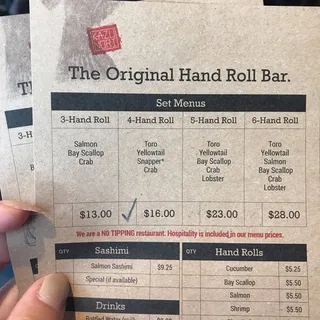 KAZU
NORI
The Original Hand Roll Bar.
Set Menus
3-Hand Roll 4-Hand Roll 5-Hand Roll 6-Hand Roll
Salmon Toro Toro Toro
Bay Scallop Yellowtail Yellowtail Yellowtail
Crab Snapper* Bay Scallop Salmon
Crab Crab Bay Scallop
Lobster Crab
Lobster
$13.00 $16.00 $23.00 $28.00
We are a NO TIPPING restaurant. Hospitality is included in our menu prices.
QTY Sashimi
Salmon Sashimi $9.25
Special (if available)
Drinks
QTY Hand Rolls
Cucumber $5.25
Bay Scallop $5.50
Salmon $5.50
Shrimp $5.50